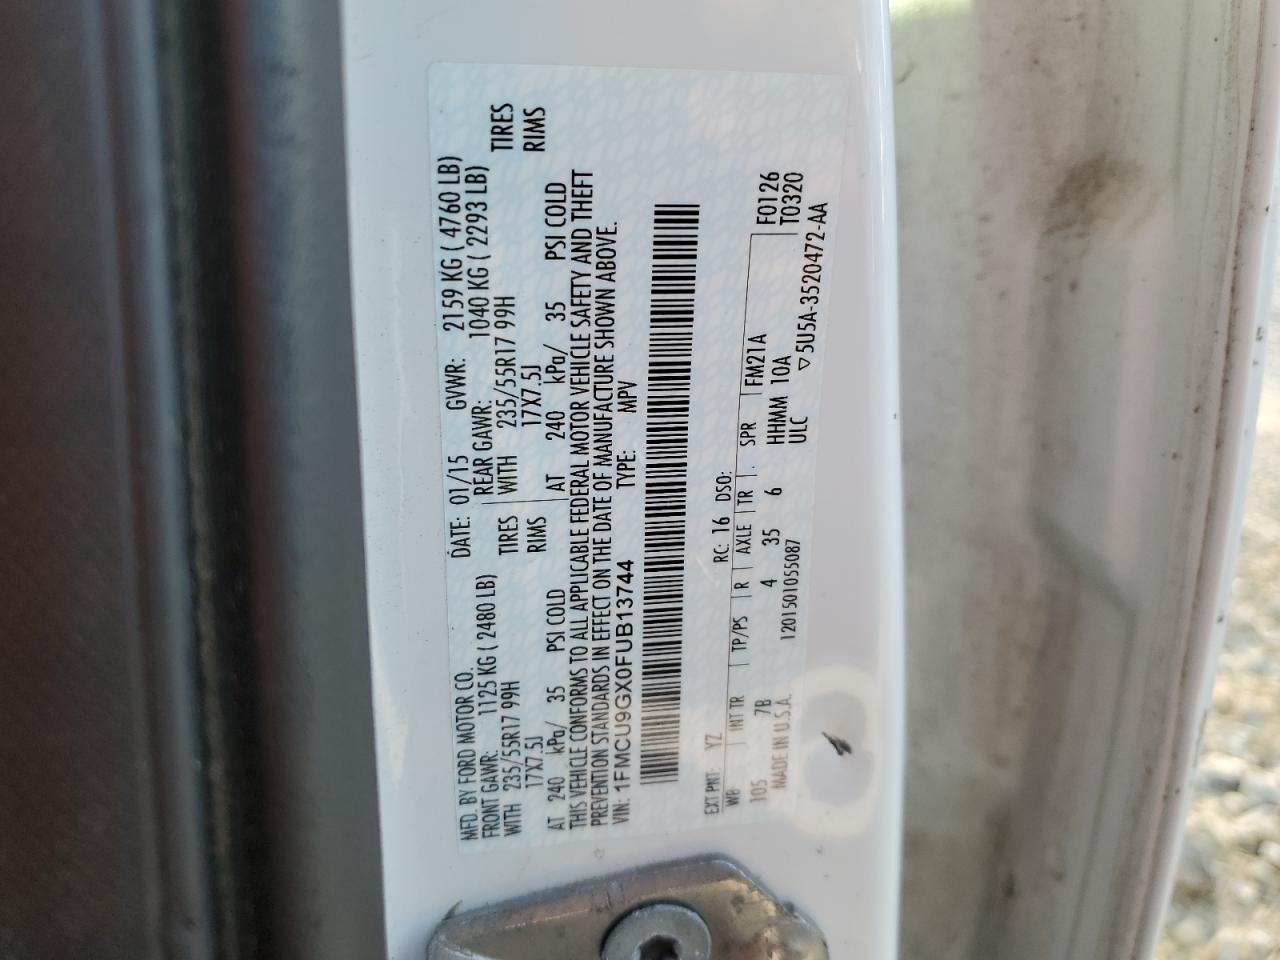 MFD. BY FORD MOTOR CO.
DATE: 01/15 GVWR: 2159 KG ( 4760 LB)
FRONT GAWR: 1125 KG ( 2480 LB) REAR GAWR: 1040 KG ( 2293 LB)
WITH 235/55R17 99H TIRES WITH 235/55R17 99H TIRES
17X7.5J RIMS 17X7.5J RIMS
AT 240 kPa/ 35 PSI COLD AT 240 kPa/ 35 PSI COLD
THIS VEHICLE CONFORMS TO ALL APPLICABLE FEDERAL MOTOR VEHICLE SAFETY AND THEFT
PREVENTION STANDARDS IN EFFECT ON THE DATE OF MANUFACTURE SHOWN ABOVE.
VIN: 1FMCU9GX0FUB13744 TYPE: MPV
EXT PNT: YZ RC: 16 DSO:
WB INT TR TP/PS R AXLE TR SPR FM21A F0126
105 7B 4 35 6 HHMM 10A T0320
MADE IN U.S.A. 1201501055087 ULC
▽5U5A-3520472-AA